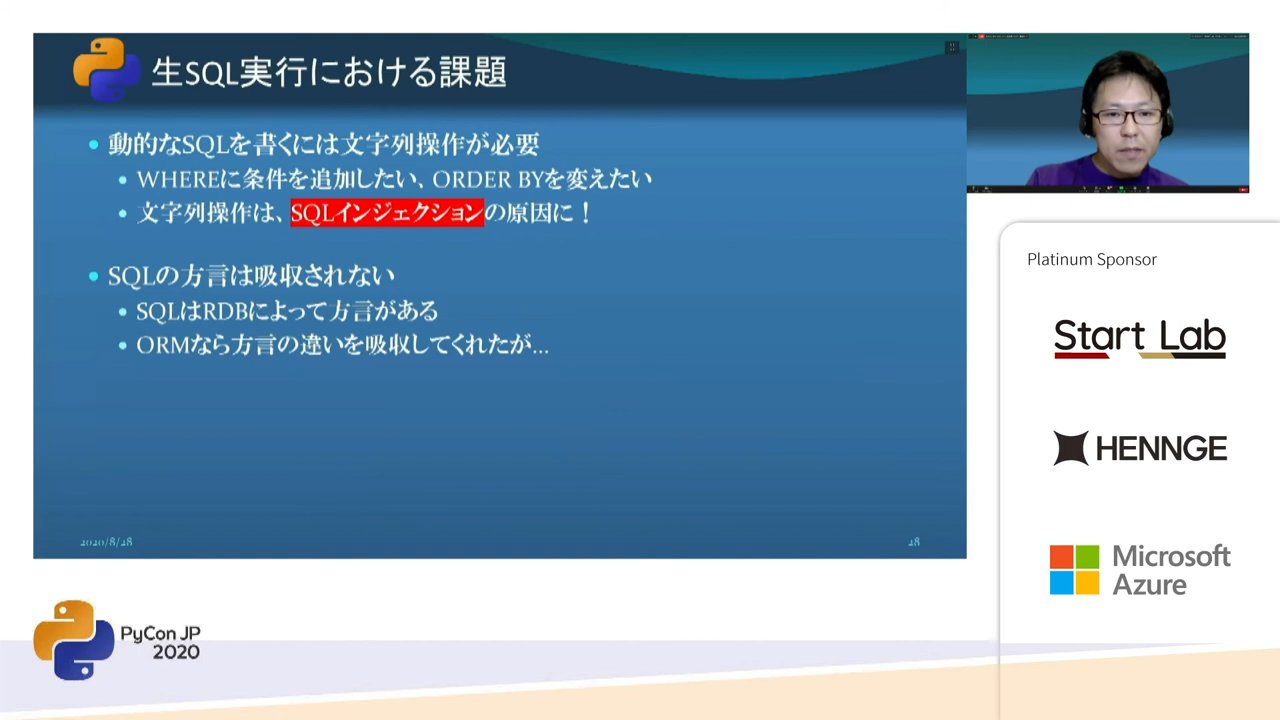 生SQL実行における課題
動的なSQLを書くには文字列操作が必要
WHEREに条件を追加したい、ORDER BYを変えたい
文字列操作は、SQLインジェクションの原因に！
SQLの方言は吸収されない
SQLはRDBによって方言がある
ORMなら方言の違いを吸収してくれたが…
2020/8/28
28
Platinum Sponsor
Start Lab
HENNGE
Microsoft
Azure
PyCon JP
2020